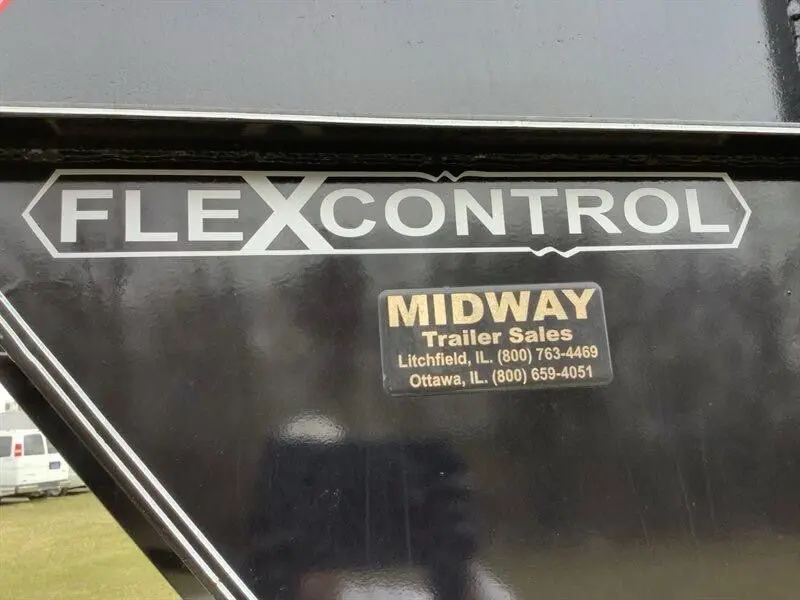 FLEXCONTROL
MIDWAY
Trailer Sales
Litchfield, IL. (800) 763-4469
Ottawa, IL. (800) 659-4051